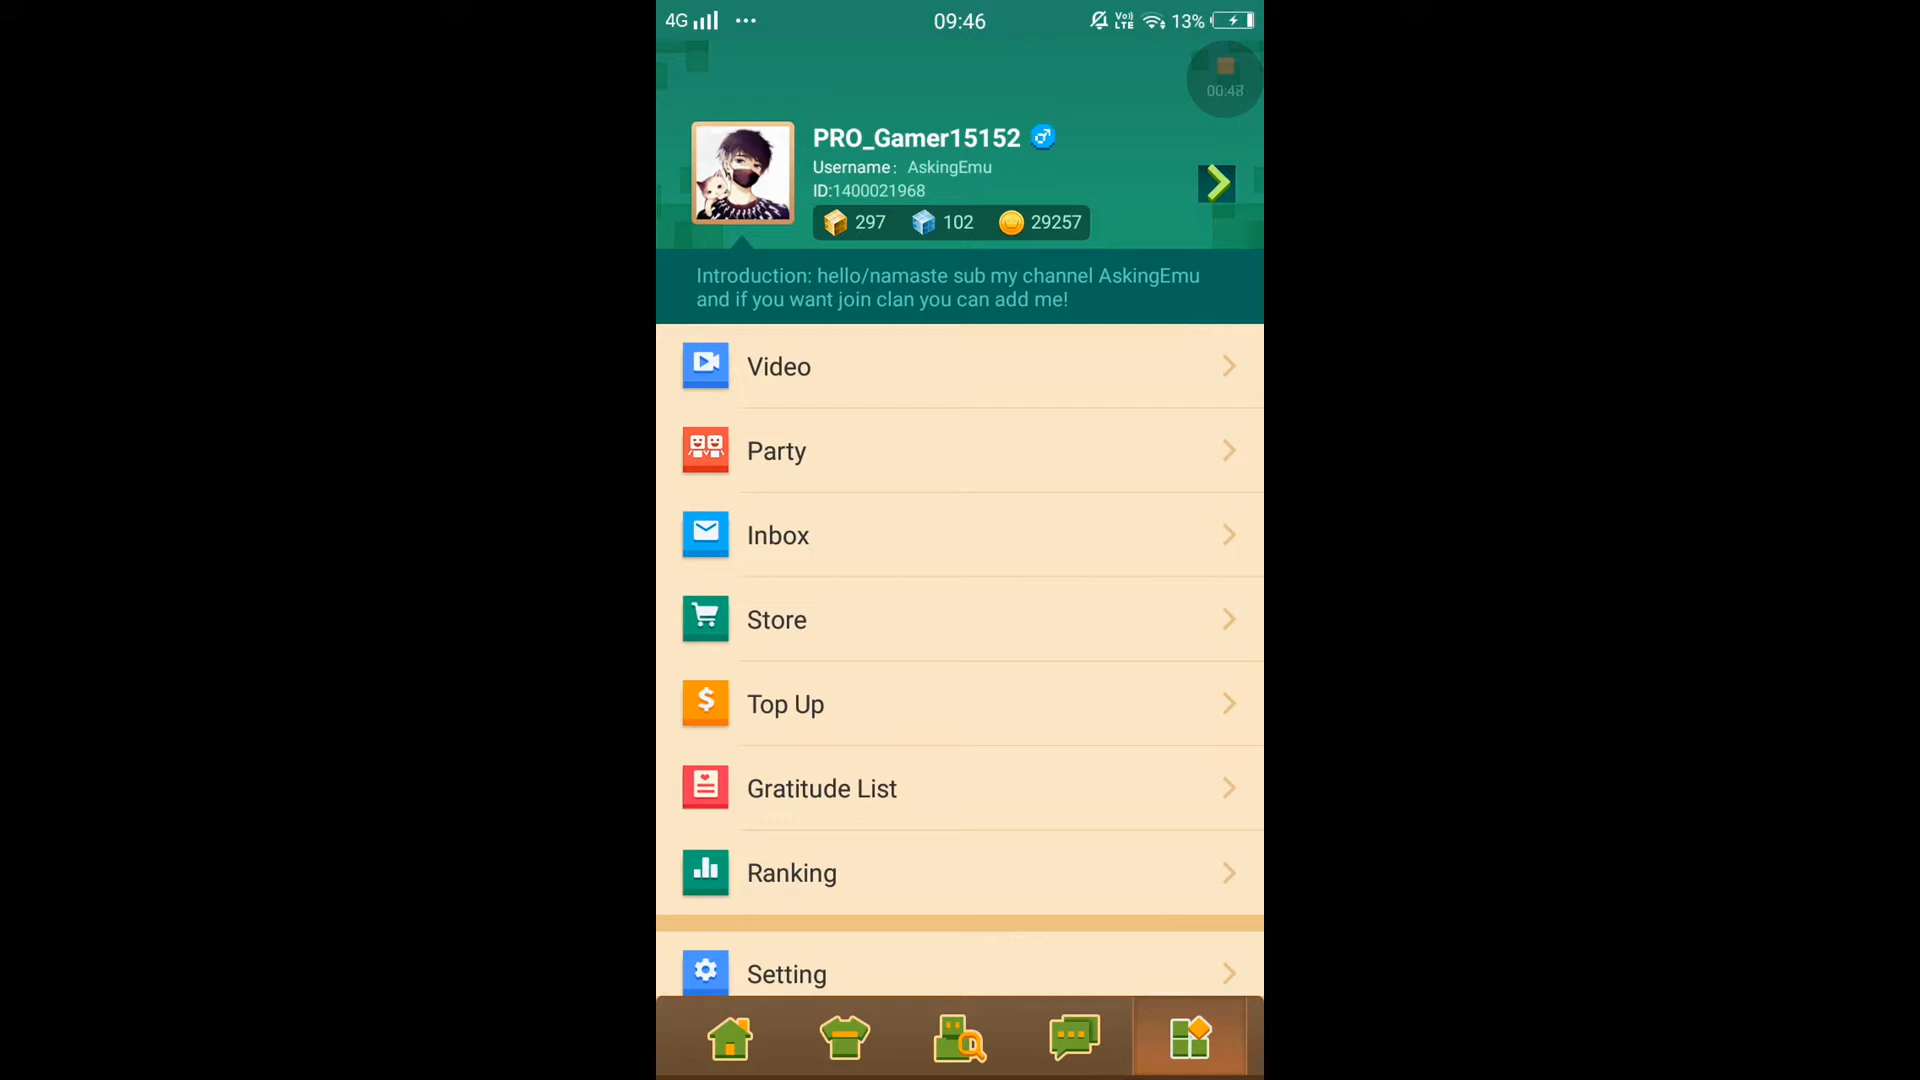 4G ... 09:46 Vo)) LTE 13%
00:48
PRO_Gamer15152
Username: AskingEmu
ID:1400021968
297 102 29257
Introduction: hello/namaste sub my channel AskingEmu
and if you want join clan you can add me!
Video
Party
Inbox
Store
Top Up
Gratitude List
Ranking
Setting